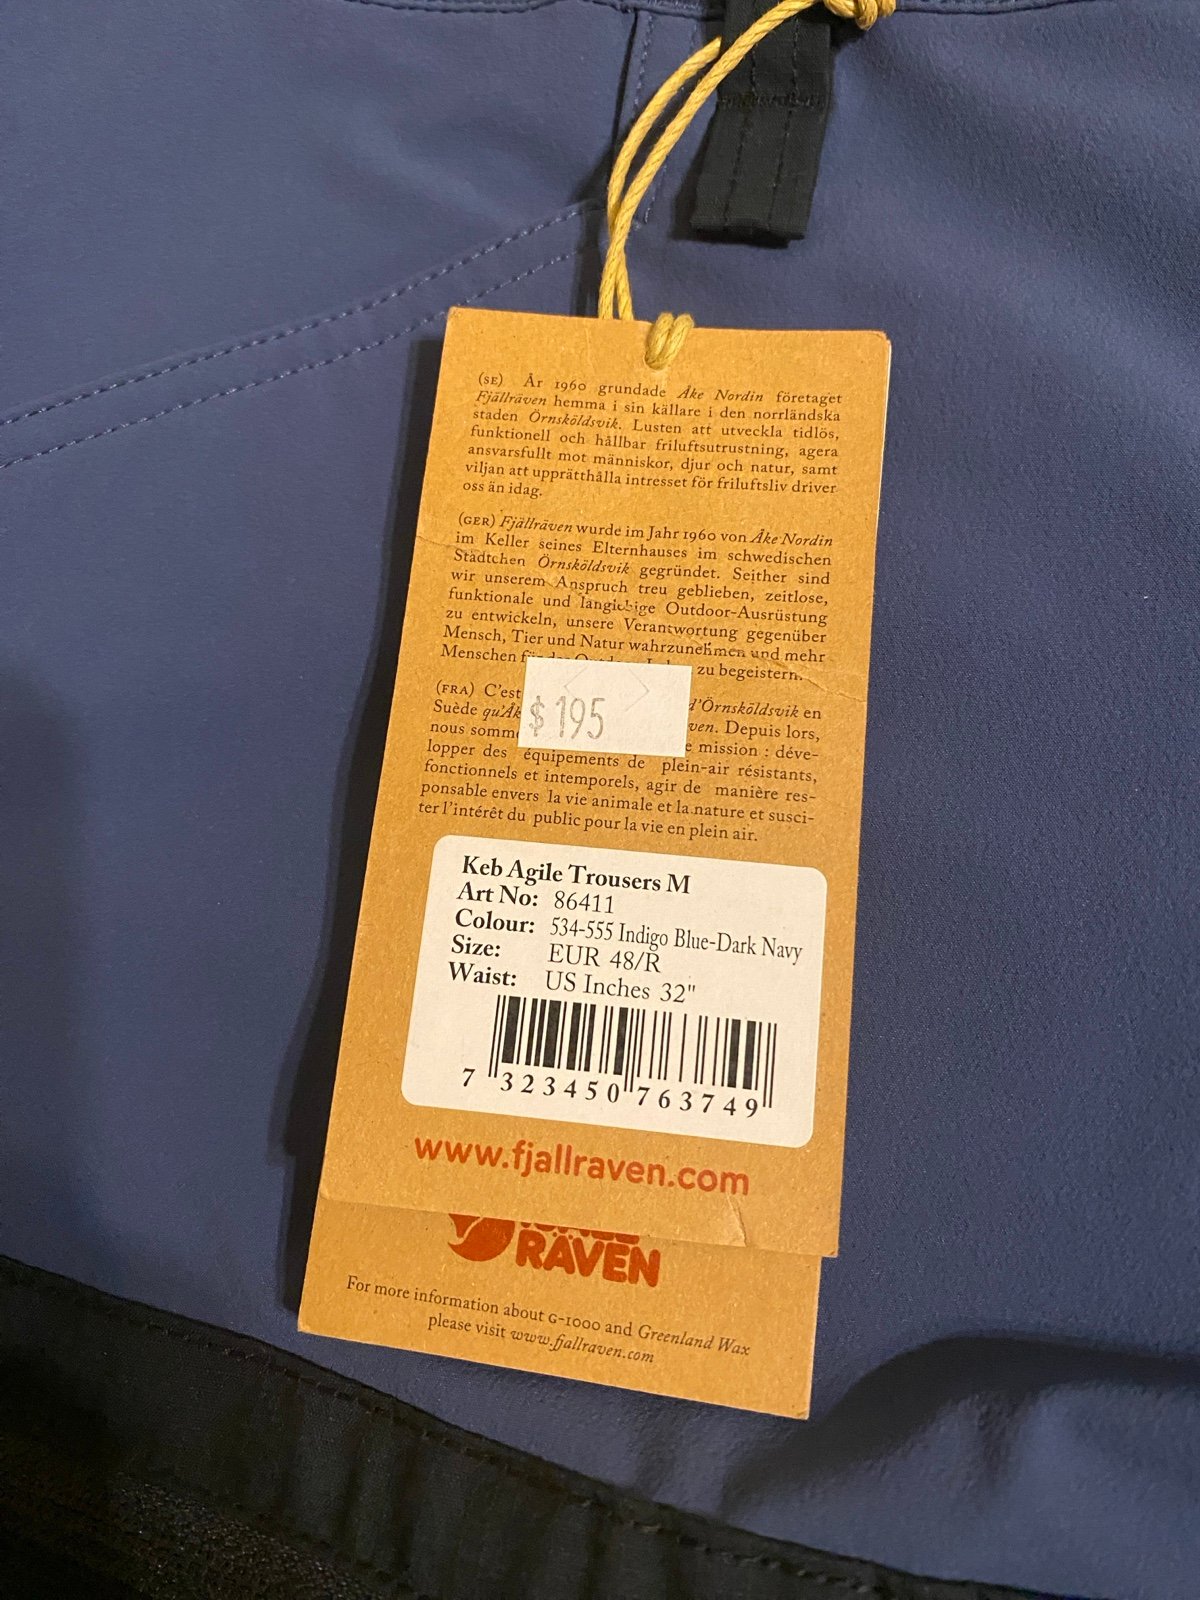 (SE) År 1960 grundade Åke Nordin företaget
Fjällräven hemma i sin källare i den norrländska
staden Örnsköldsvik. Lusten att utveckla tidlös,
funktionell och hållbar friluftsutrustning, agera
ansvarsfullt mot människor, djur och natur, samt
viljan att upprätthålla intresset för friluftsliv driver
oss än idag.
(GER) Fjällräven wurde im Jahr 1960 von Åke Nordin
im Keller seines Elternhauses im schwedischen
Städtchen Örnsköldsvik gegründet. Seither sind
wir unserem Anspruch treu geblieben, zeitlose,
funktionale und langlebige Outdoor-Ausrüstung
zu entwickeln, unsere Verantwortung gegenüber
Mensch, Tier und Natur wahrzunehmen und mehr
Menschen zu begeistern.
(FRA) C'est d'Örnsköldsvik en
Suède Depuis lors,
nous mission : déve-
$195
lopper des équipements de plein-air résistants,
fonctionnels et intemporels, agir de manière res-
ponsable envers la vie animale et la nature et susci-
ter l'intérêt du public pour la vie en plein air.
Keb Agile Trousers M
Art No: 86411
Colour: 534-555 Indigo Blue-Dark Navy
Size: EUR 48/R
Waist: US Inches 32"
7 323450 763749
www.fjallraven.com
RÄVEN
For more information about G-1000 and Greenland Wax
please visit www.fjallraven.com